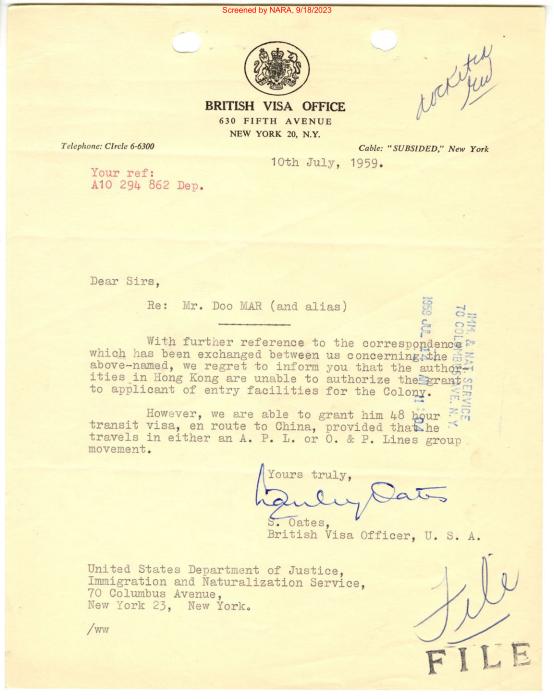 Screened by NARA, 9/18/2023
BRITISH VISA OFFICE
630 FIFTH AVENUE
NEW YORK 20, N.Y.
Telephone: CIrcle 6-6300
Cable: "SUBSIDED," New York
10th July, 1959.
Your ref:
A10 294 862 Dep.
Dear Sirs,
Re: Mr. Doo MAR (and alias)
With further reference to the correspondence
which has been exchanged between us concerning the
above-named, we regret to inform you that the author-
ities in Hong Kong are unable to authorize the grant
to applicant of entry facilities for the Colony.
However, we are able to grant him 48 hour
transit visa, en route to China, provided that he
travels in either an A. P. L. or O. & P. Lines group
movement.
IMM. & NAT. SERVICE
70 COLUMBUS AVE. N.Y.
Yours truly,
Stanley Oates
S. Oates,
British Visa Officer, U. S. A.
United States Department of Justice,
Immigration and Naturalization Service,
70 Columbus Avenue,
New York 23, New York.
/ww
File
FILE